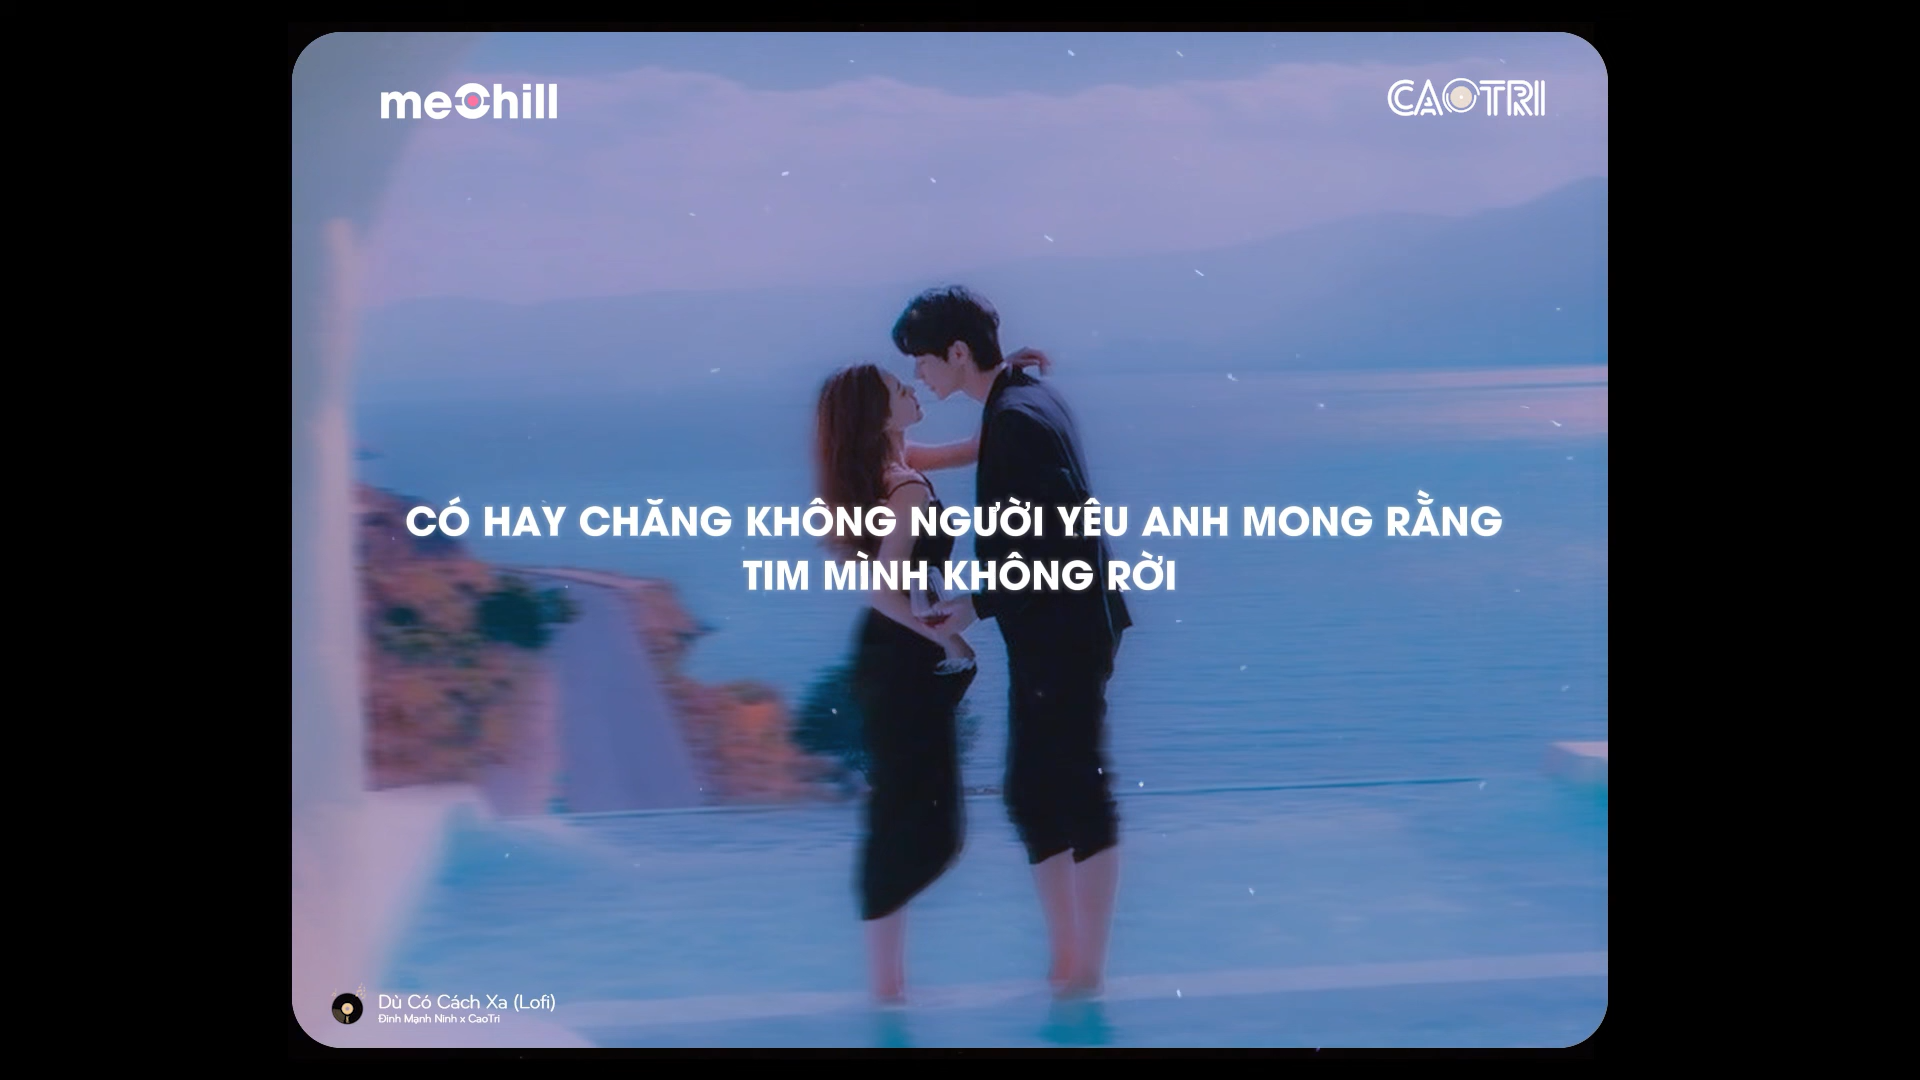 meChill
CAOTRI
CÓ HAY CHĂNG KHÔNG NGƯỜI YÊU ANH MONG RẰNG
TIM MÌNH KHÔNG RỜI
Dù Có Cách Xa (Lofi)
Đinh Mạnh Ninh x CaoTri